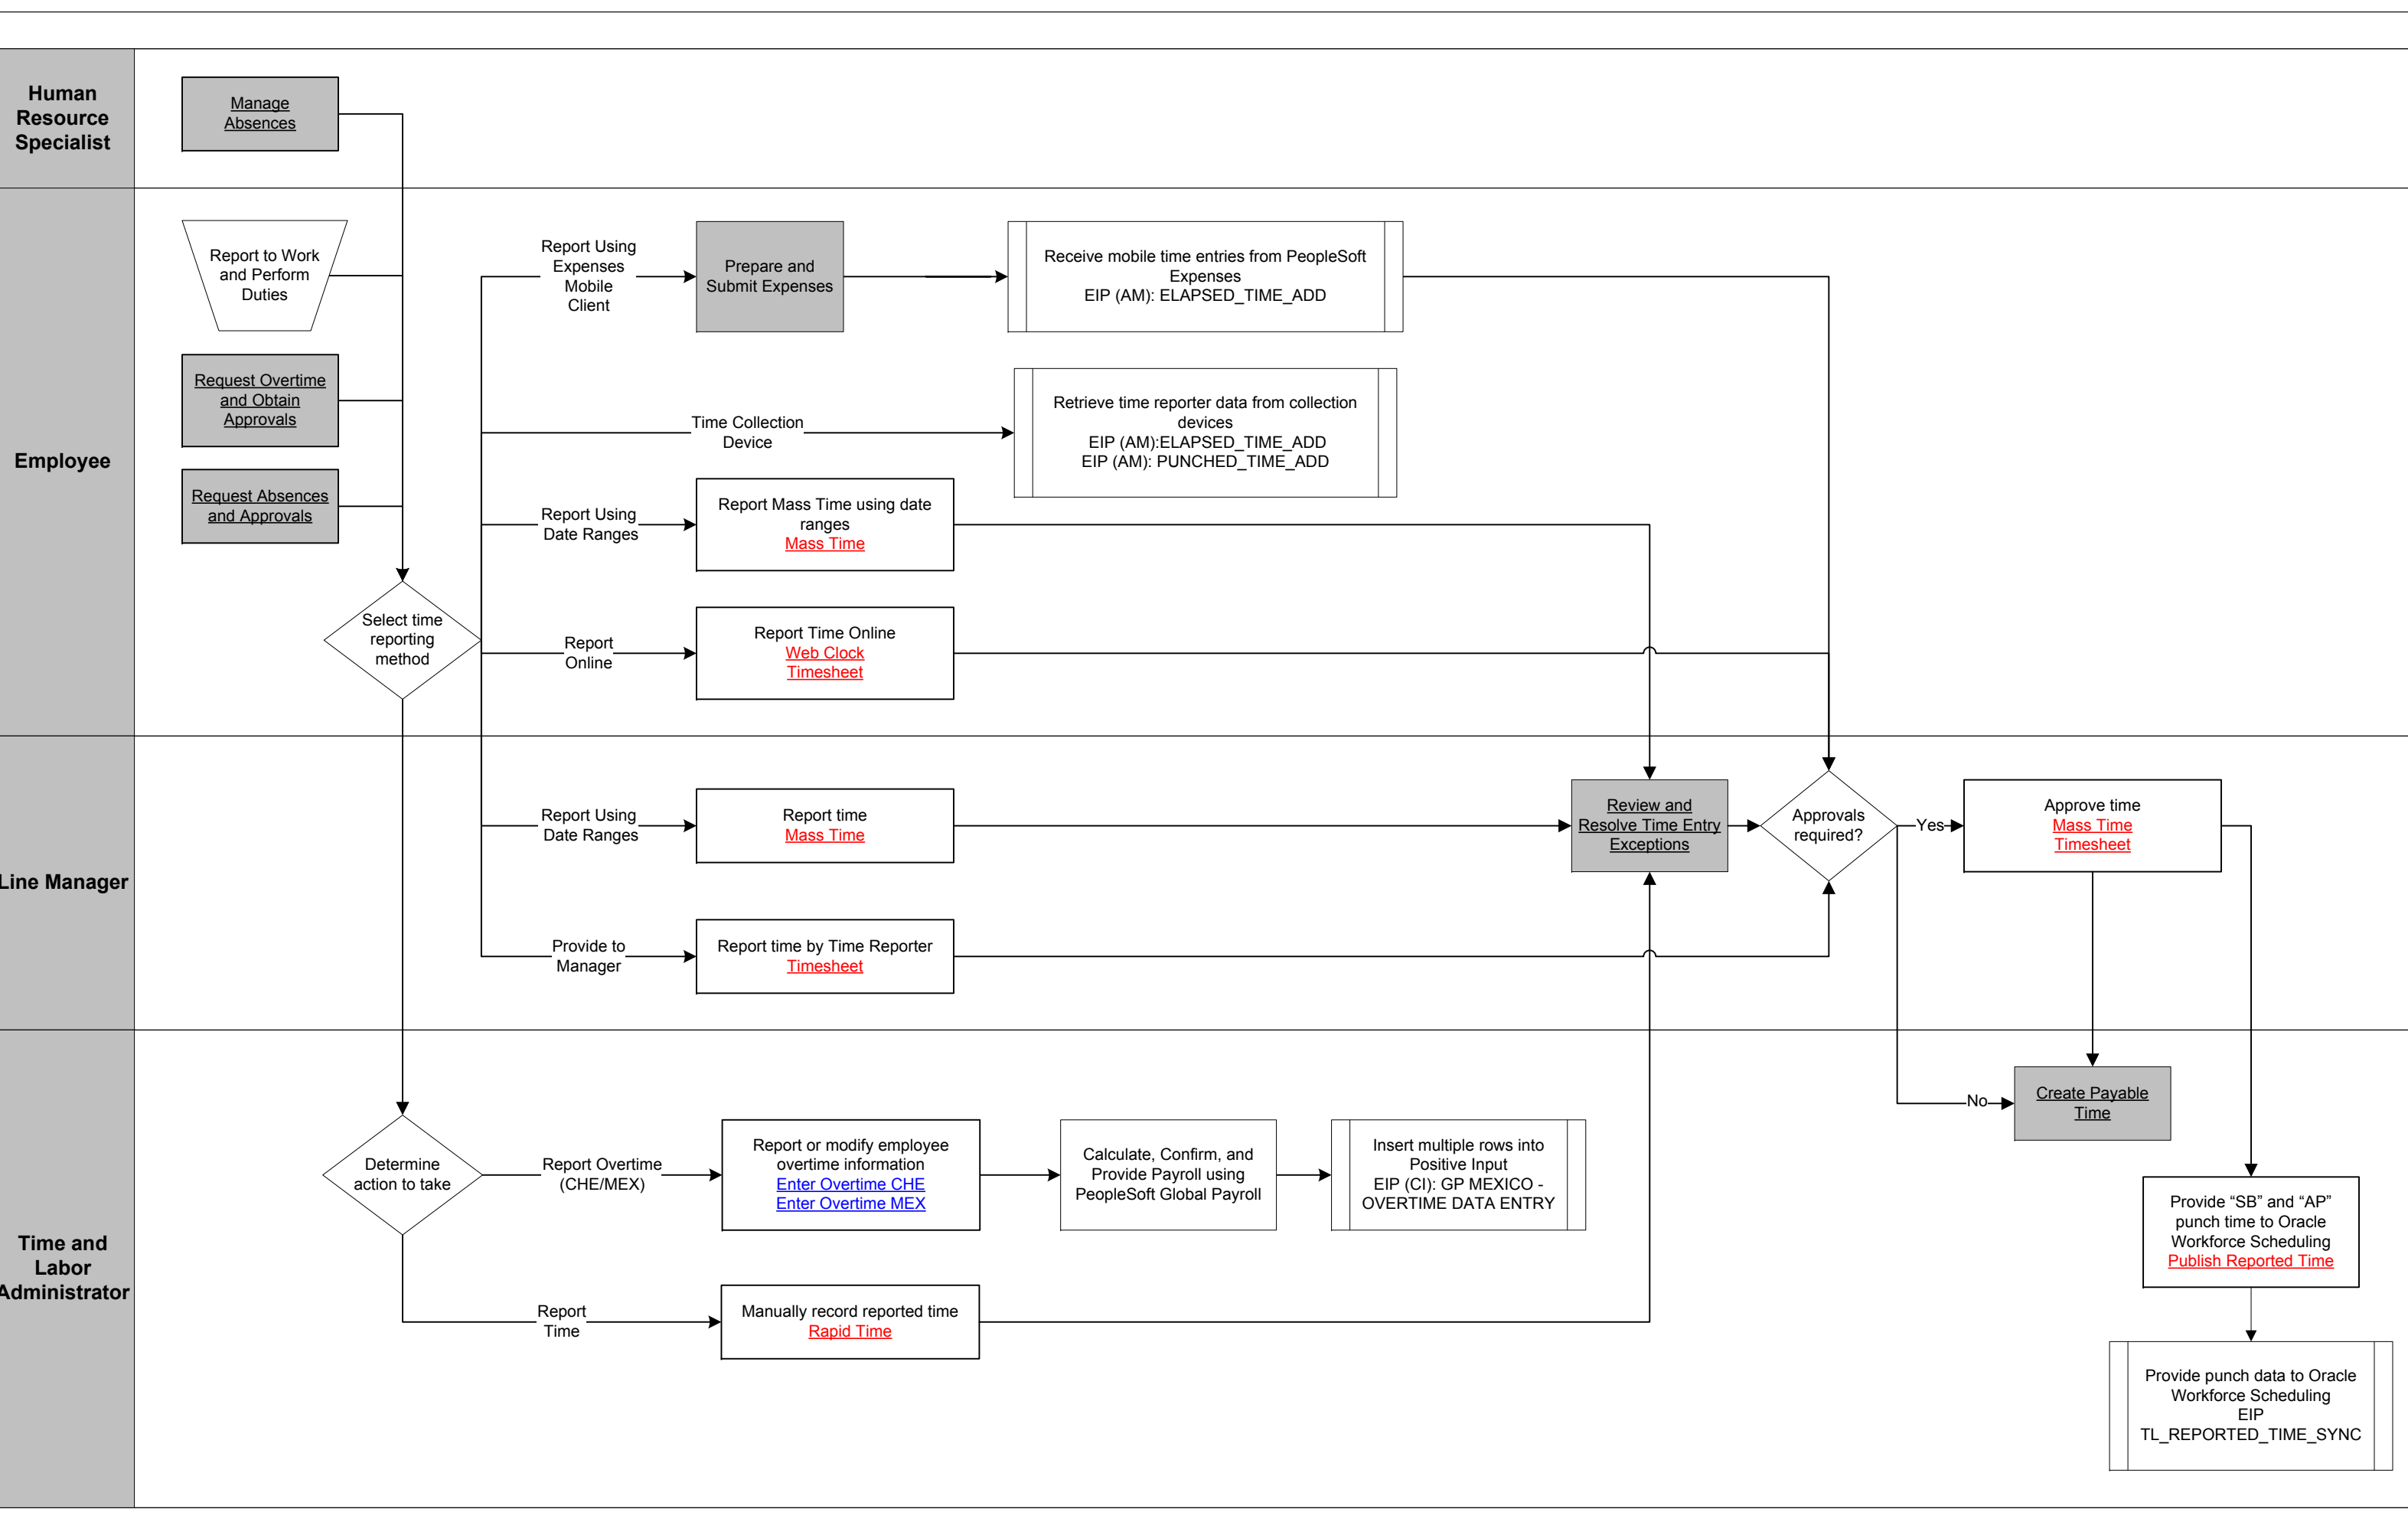 Human
Resource
Specialist
Manage
Absences
Employee
Report to Work
and Perform
Duties
Request Overtime
and Obtain
Approvals
Request Absences
and Approvals
Select time
reporting
method
Report Using
Expenses
Mobile
Client
Prepare and
Submit Expenses
Receive mobile time entries from PeopleSoft
Expenses
EIP (AM): ELAPSED_TIME_ADD
Time Collection
Device
Retrieve time reporter data from collection
devices
EIP (AM):ELAPSED_TIME_ADD
EIP (AM): PUNCHED_TIME_ADD
Report Using
Date Ranges
Report Mass Time using date
ranges
Mass Time
Report
Online
Report Time Online
Web Clock
Timesheet
Line Manager
Report Using
Date Ranges
Report time
Mass Time
Review and
Resolve Time Entry
Exceptions
Approvals
required?
Yes
Approve time
Mass Time
Timesheet
Provide to
Manager
Report time by Time Reporter
Timesheet
Time and
Labor
Administrator
Determine
action to take
Report Overtime
(CHE/MEX)
Report or modify employee
overtime information
Enter Overtime CHE
Enter Overtime MEX
Calculate, Confirm, and
Provide Payroll using
PeopleSoft Global Payroll
Insert multiple rows into
Positive Input
EIP (CI): GP MEXICO -
OVERTIME DATA ENTRY
No
Create Payable
Time
Report
Time
Manually record reported time
Rapid Time
Provide “SB” and “AP”
punch time to Oracle
Workforce Scheduling
Publish Reported Time
Provide punch data to Oracle
Workforce Scheduling
EIP
TL_REPORTED_TIME_SYNC